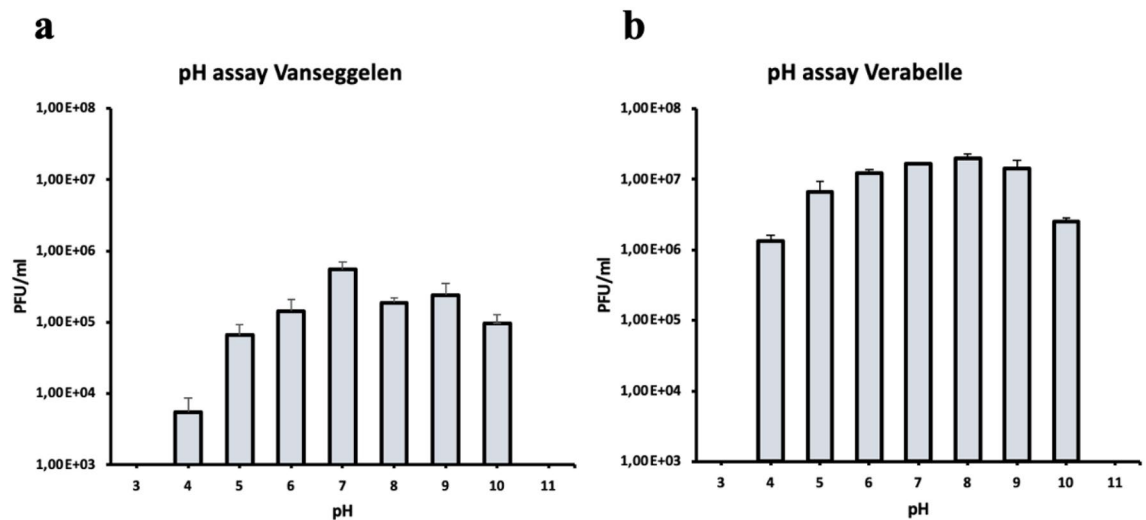 a
pH assay Vanseggelen
1,00E+08
1,00E+07
1,00E+06
1,00E+05
1,00E+04
1,00E+03
PFU/ml
3 4 5 6 7 8 9 10 11
pH
b
pH assay Verabelle
1,00E+08
1,00E+07
1,00E+06
1,00E+05
1,00E+04
1,00E+03
PFU/ml
3 4 5 6 7 8 9 10 11
pH